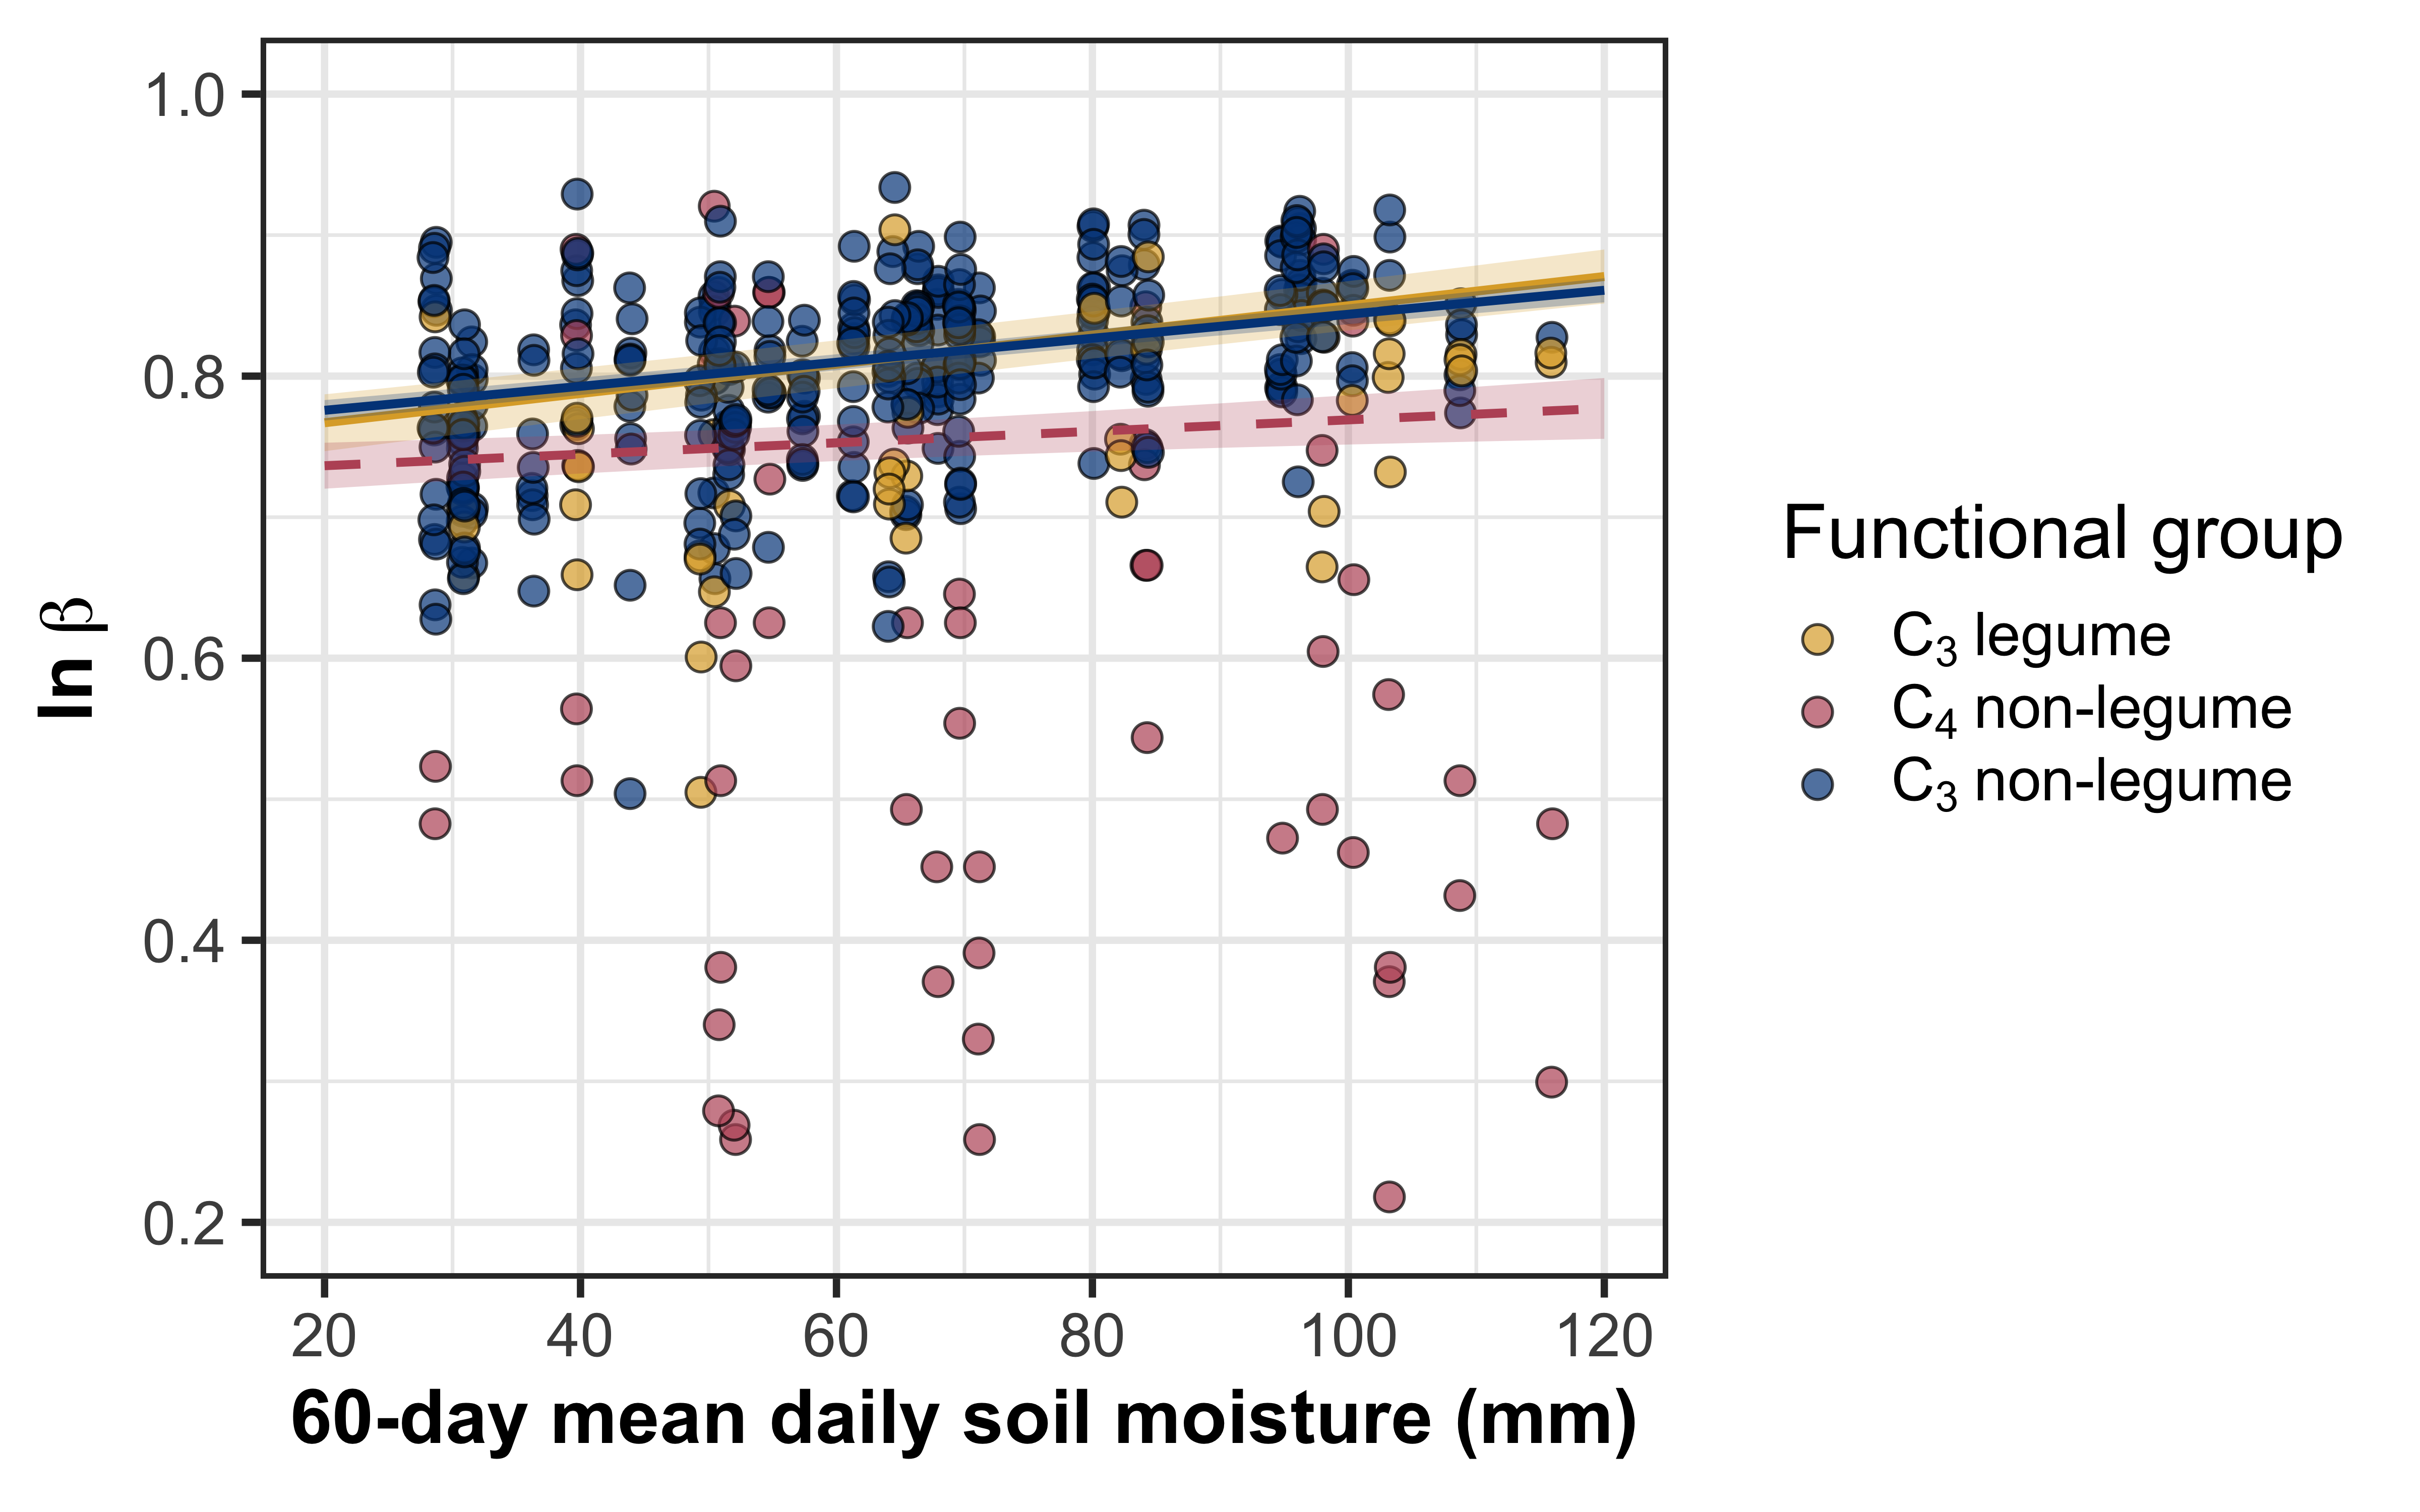 1.0
0.8
0.6
0.4
0.2
ln β
20 40 60 80 100 120
60-day mean daily soil moisture (mm)
Functional group
C₃ legume
C₄ non-legume
C₃ non-legume